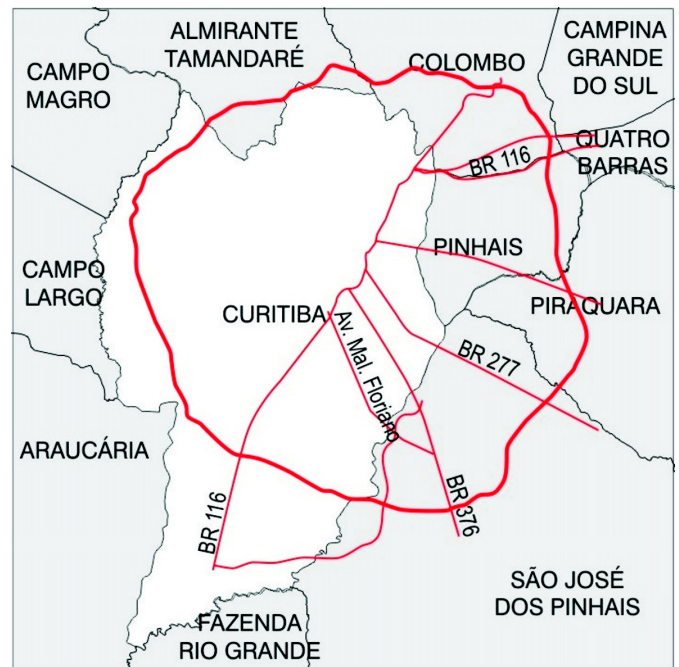 ALMIRANTE
TAMANDARÉ
CAMPINA
GRANDE
DO SUL
COLOMBO
CAMPO
MAGRO
QUATRO
BARRAS
BR 116
PINHAIS
CAMPO
LARGO
PIRAQUARA
CURITIBA
BR 277
Av. Mal. Floriano
ARAUCÁRIA
BR 116
BR 376
SÃO JOSÉ
DOS PINHAIS
FAZENDA
RIO GRANDE